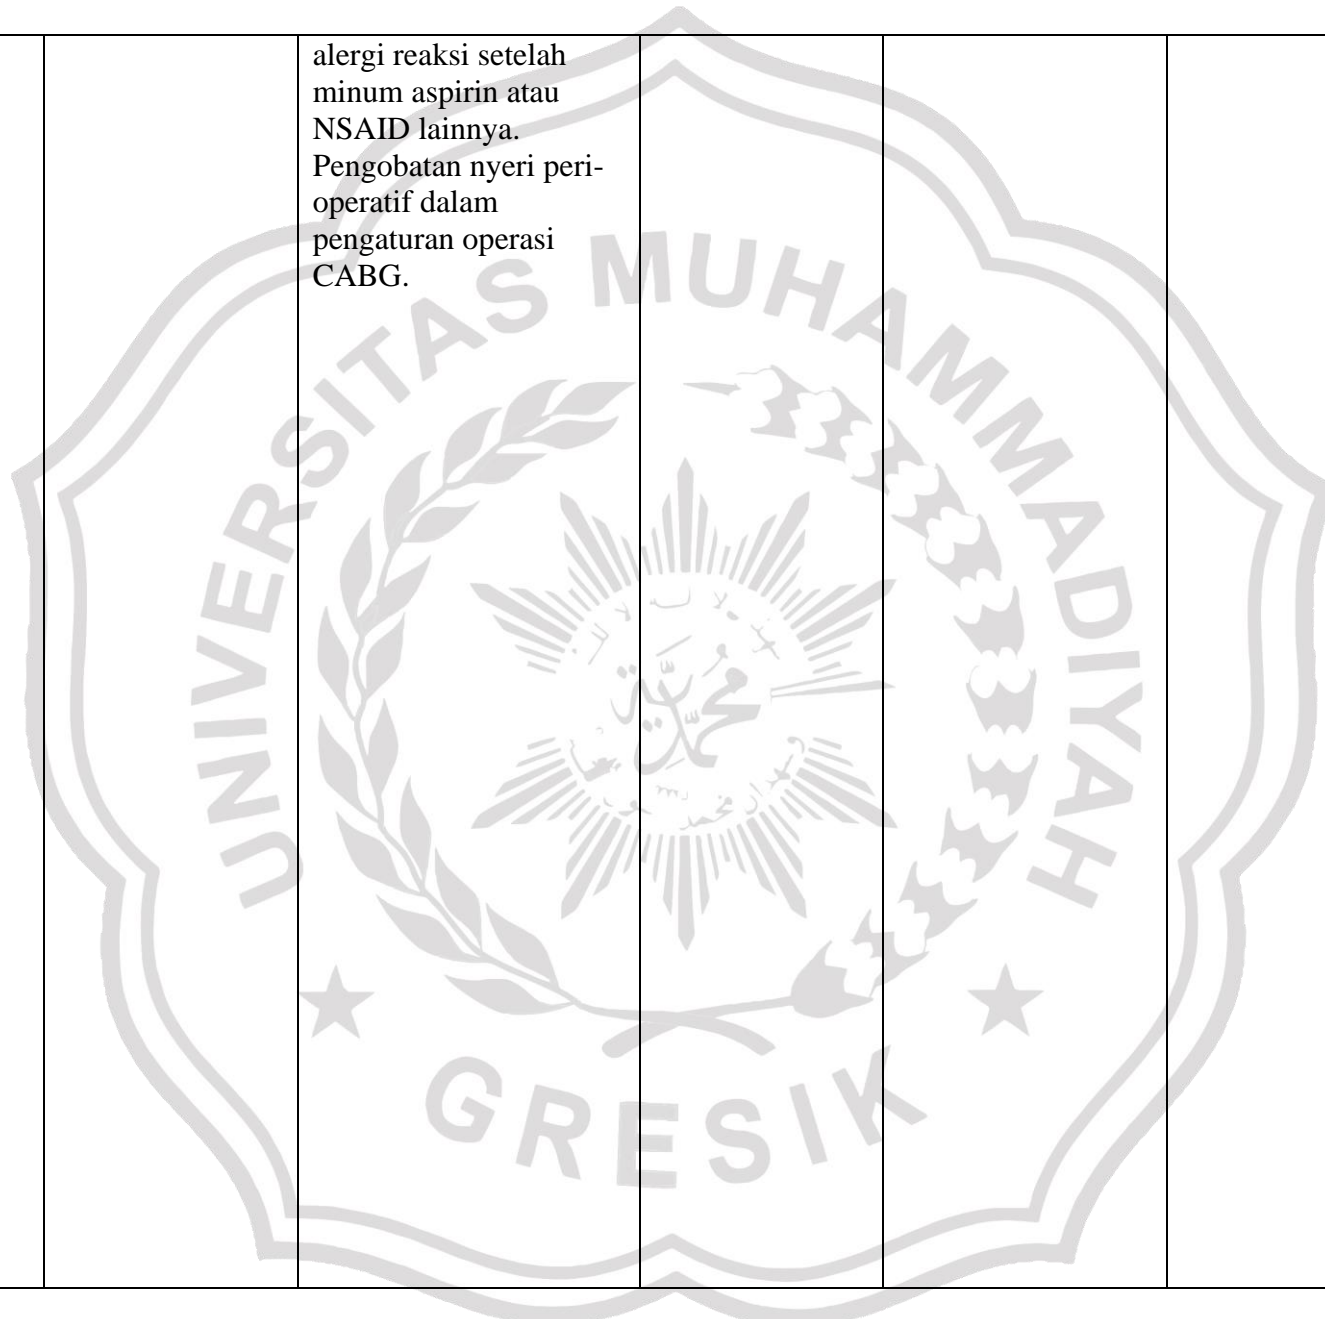 alergi reaksi setelah
minum aspirin atau
NSAID lainnya.
Pengobatan nyeri peri-
operatif dalam
pengaturan operasi
CABG.
UNIVERSITAS MUHAMMADIYAH
محمد
GRESIK